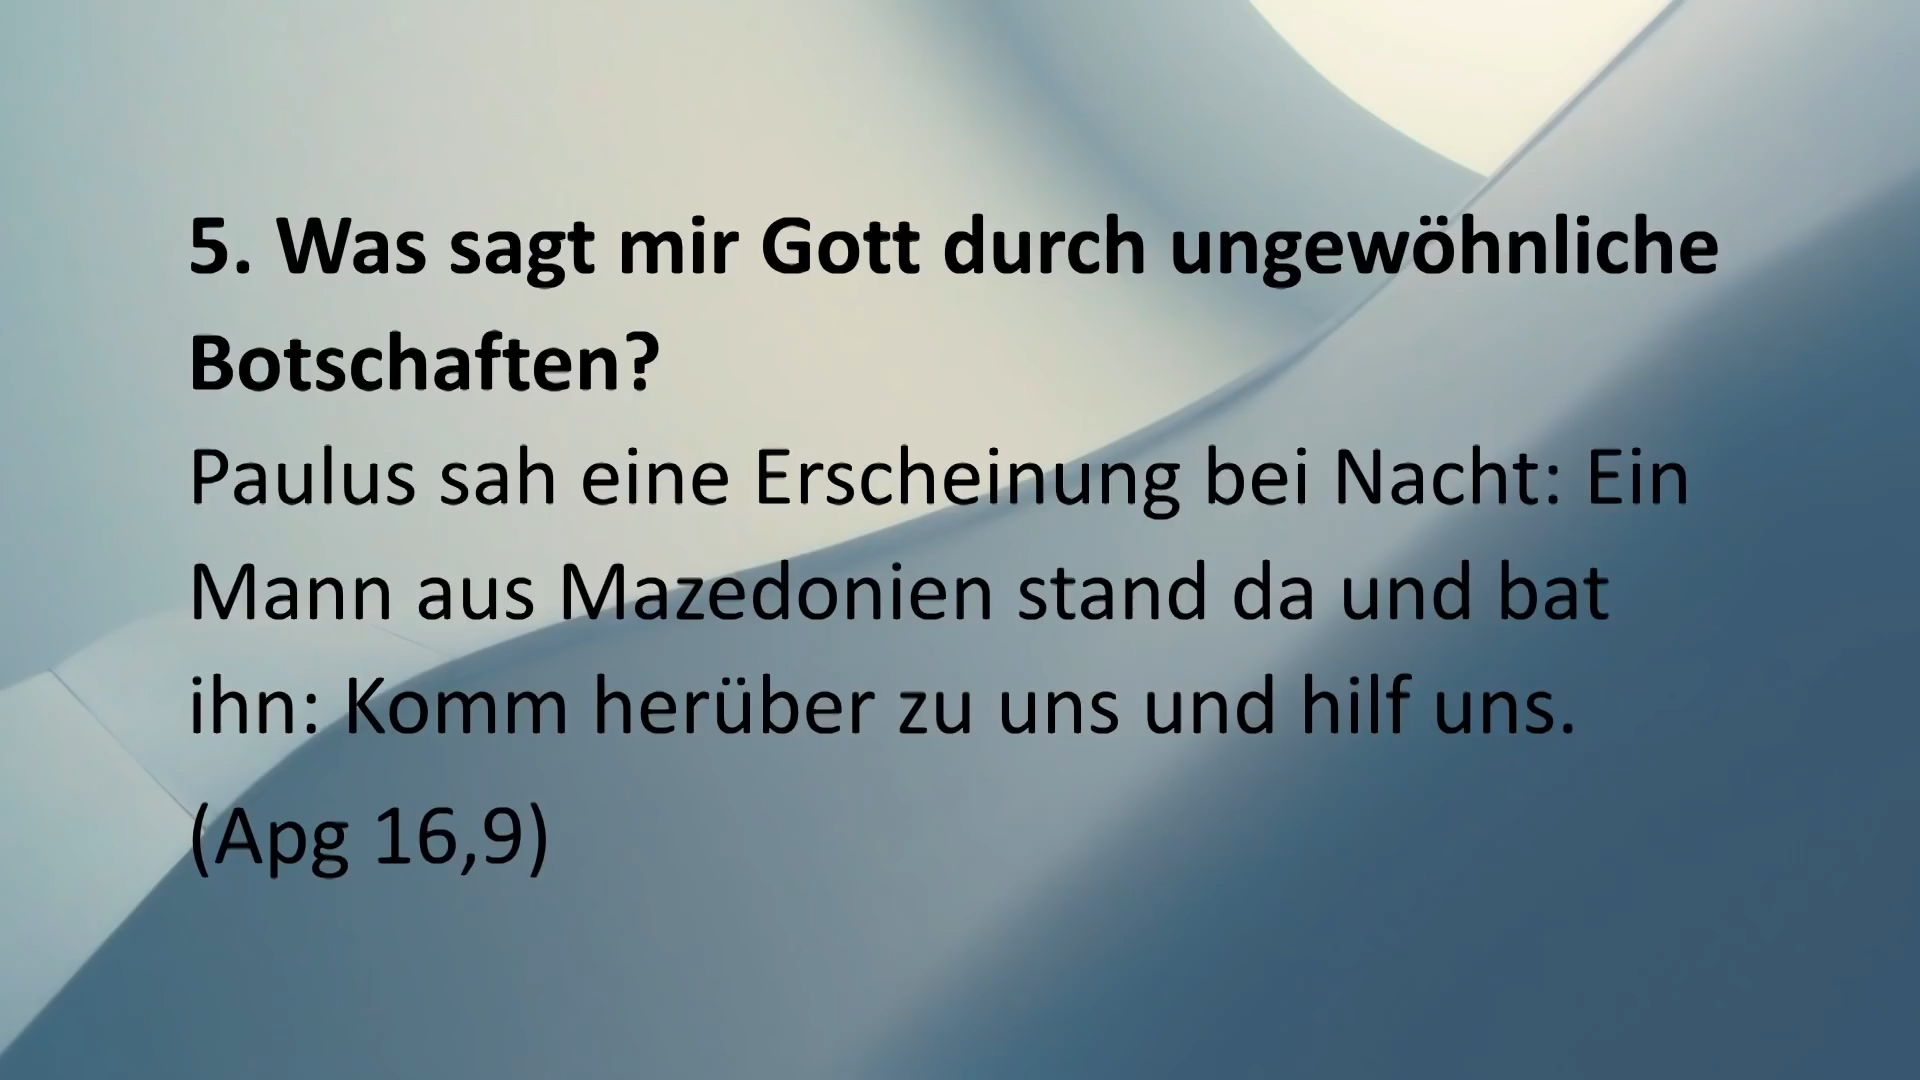 5. Was sagt mir Gott durch ungewöhnliche
Botschaften?
Paulus sah eine Erscheinung bei Nacht: Ein
Mann aus Mazedonien stand da und bat
ihn: Komm herüber zu uns und hilf uns.
(Apg 16,9)